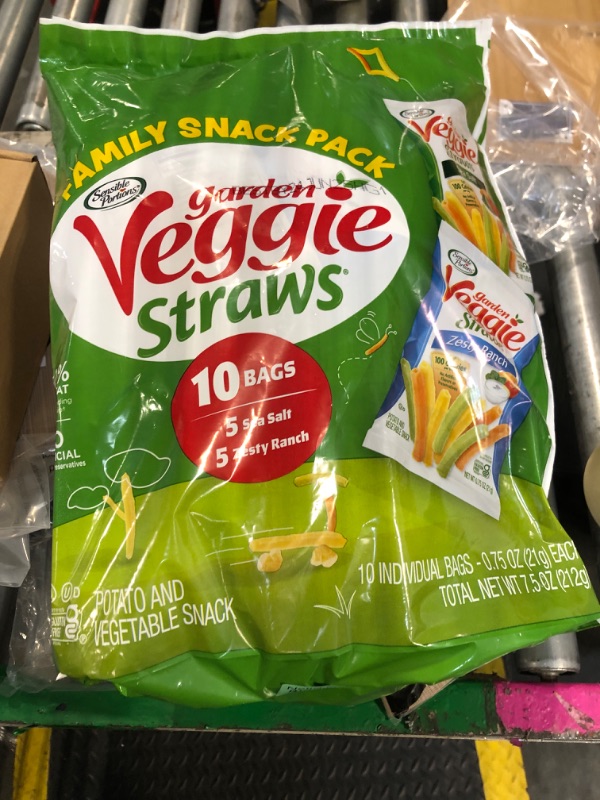 FAMILY SNACK PACK
Sensible
Portions
garden
Veggie
Straws
10 BAGS
5 Sea Salt
5 Zesty Ranch
Veggie
garden
Veggie
Zesty Ranch
POTATO AND
VEGETABLE SNACK
10 INDIVIDUAL BAGS - 0.75 OZ (21g) EACH
TOTAL NET WT 7.5 OZ (212g)